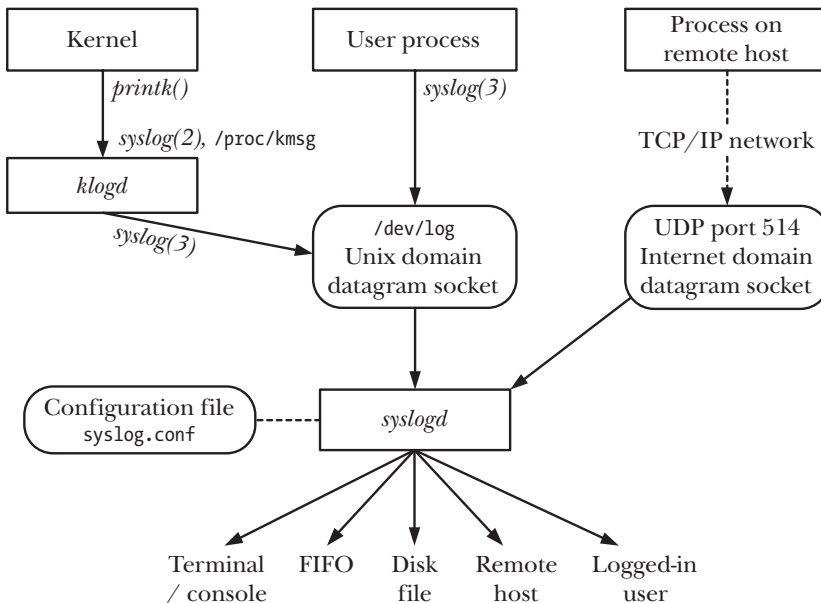 Kernel
User process
Process on
remote host
printk()
syslog(3)
syslog(2), /proc/kmsg
TCP/IP network
klogd
syslog(3)
/dev/log
Unix domain
datagram socket
UDP port 514
Internet domain
datagram socket
Configuration file
syslog.conf
syslogd
Terminal
/ console
FIFO
Disk
file
Remote
host
Logged-in
user